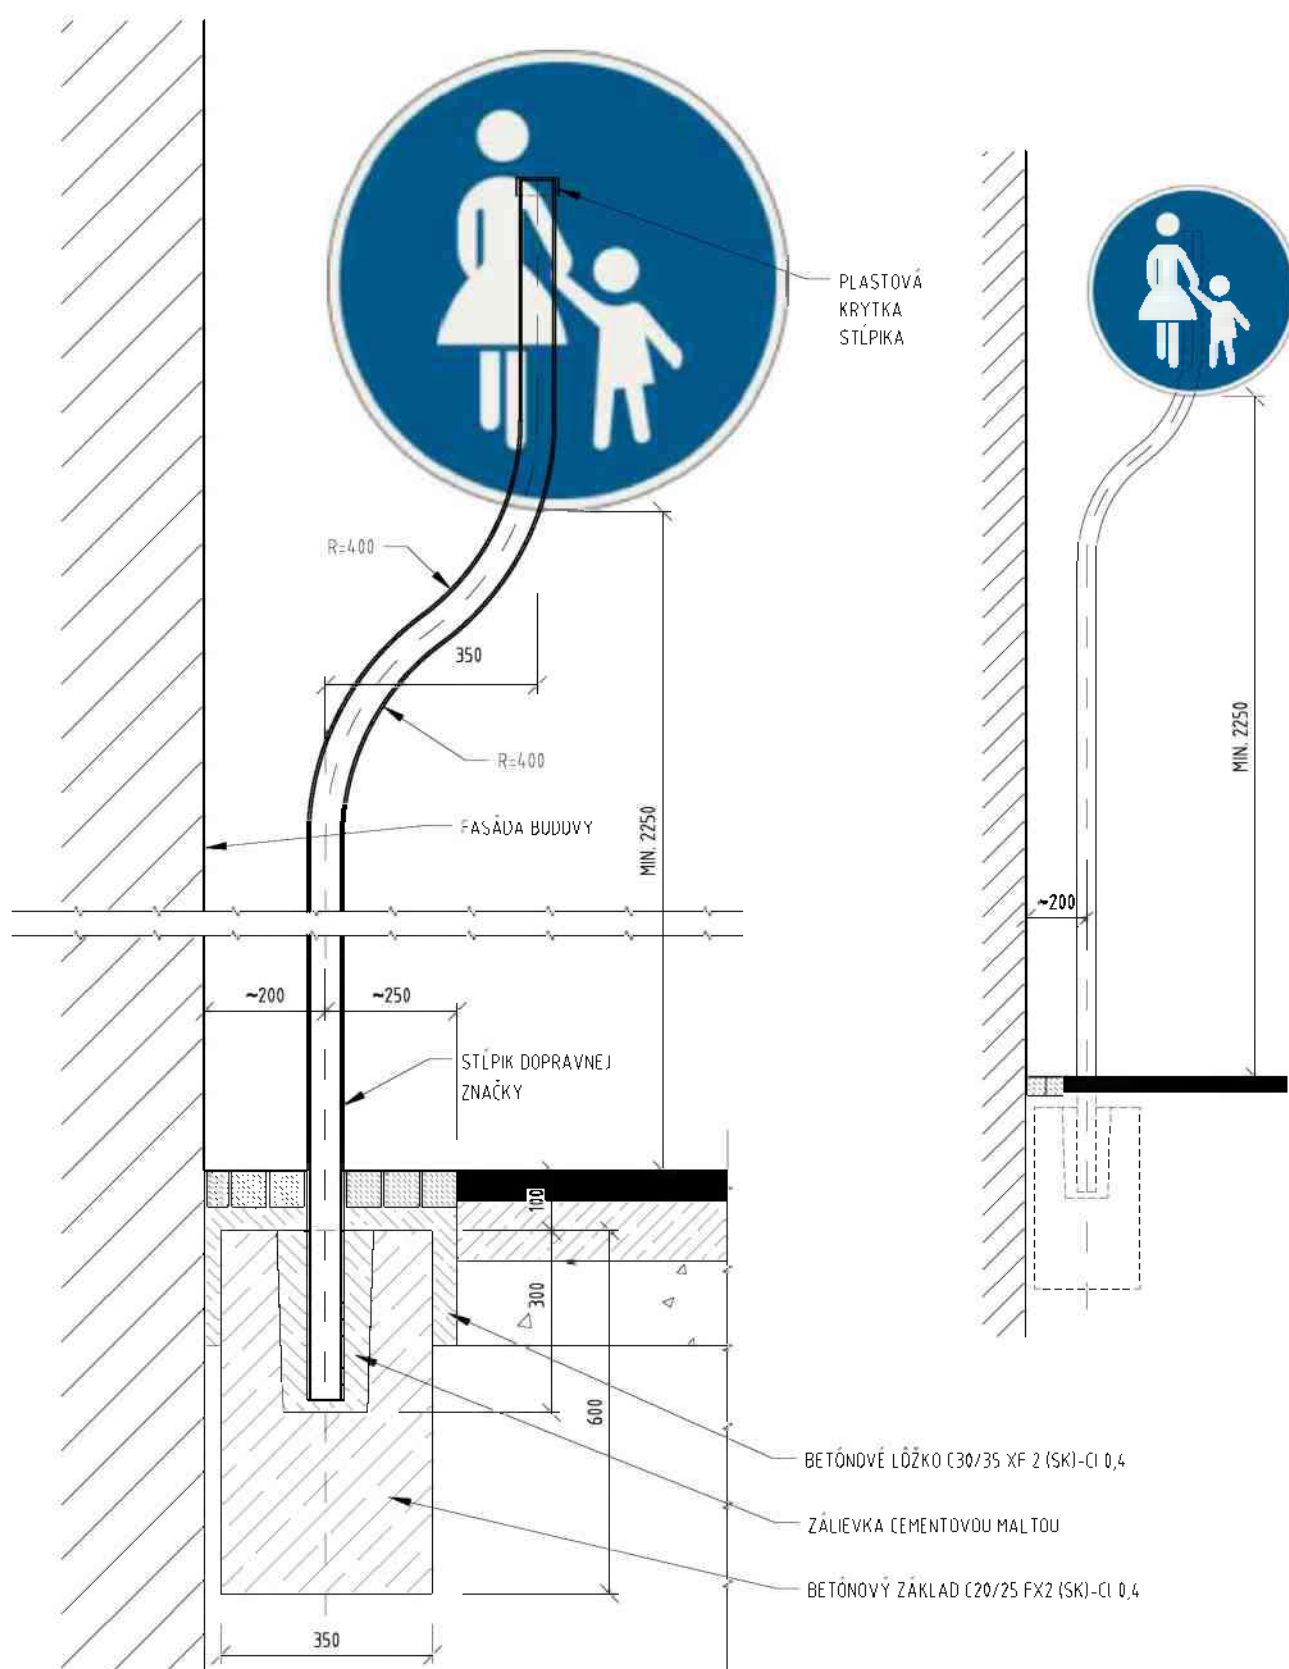 PLASTOVÁ
KRYTKA
STĹPIKA
R=400
350
R=400
MIN. 2250
FASÁDA BUDOVY
MIN. 2250
~200
~200
~250
STĹPIK DOPRAVNEJ
ZNAČKY
100
300
600
BETÓNOVÉ LÔŽKO C30/35 XF 2 (SK)-Cl 0,4
ZÁLIEVKA CEMENTOVOU MALTOU
BETÓNOVÝ ZÁKLAD C20/25 FX2 (SK)-Cl 0,4
350